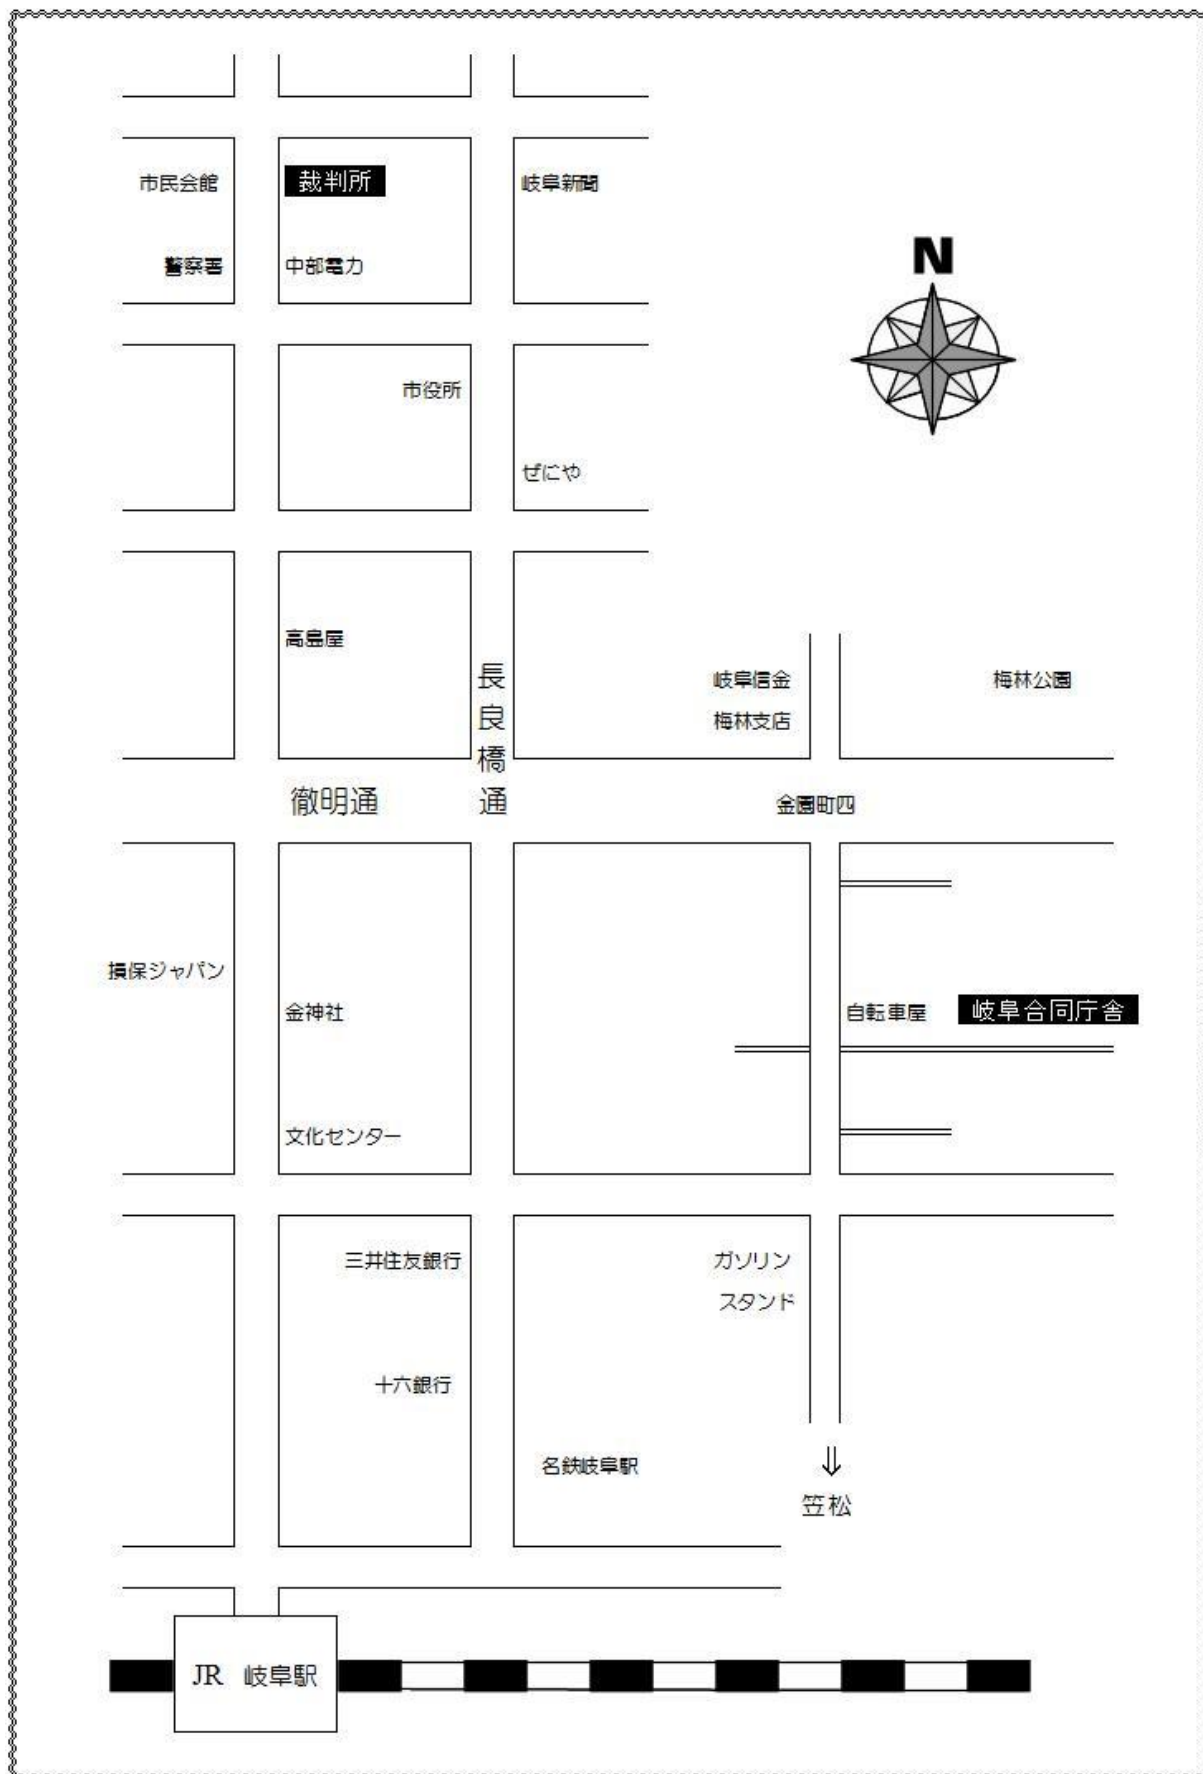 市民会館
裁判所
岐阜新聞
警察署
中部電力
N
市役所
ぜにや
高島屋
長良橋通
岐阜信金
梅林支店
梅林公園
徹明通
金園町四
損保ジャパン
金神社
自転車屋
岐阜合同庁舎
文化センター
三井住友銀行
ガソリン
スタンド
十六銀行
名鉄岐阜駅
⇓
笠松
JR 岐阜駅